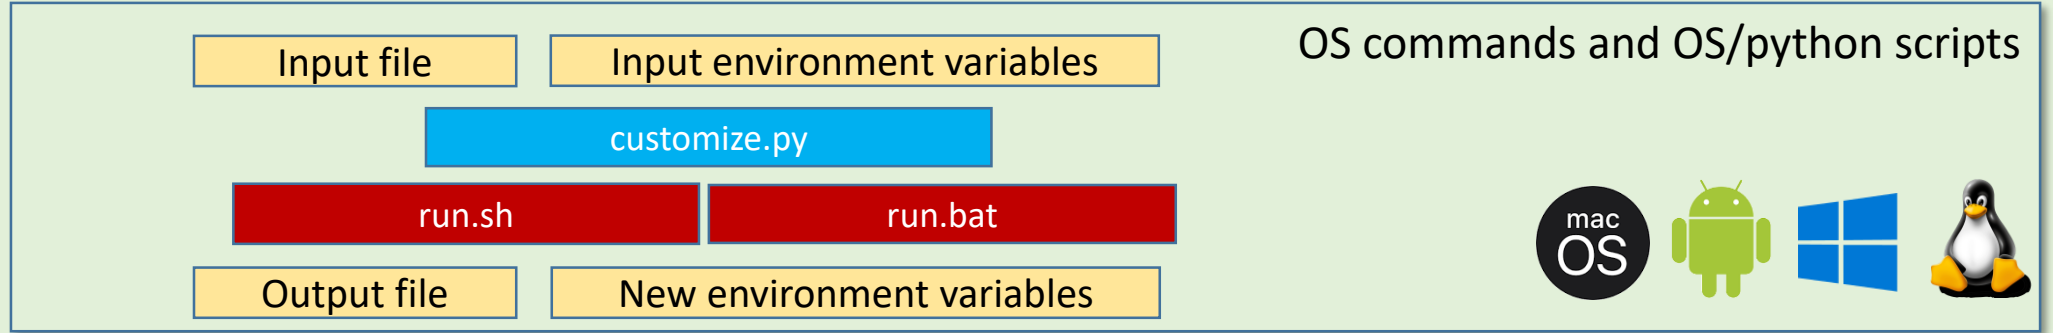 Input file
Input environment variables
OS commands and OS/python scripts
customize.py
run.sh
run.bat
mac
OS
Output file
New environment variables